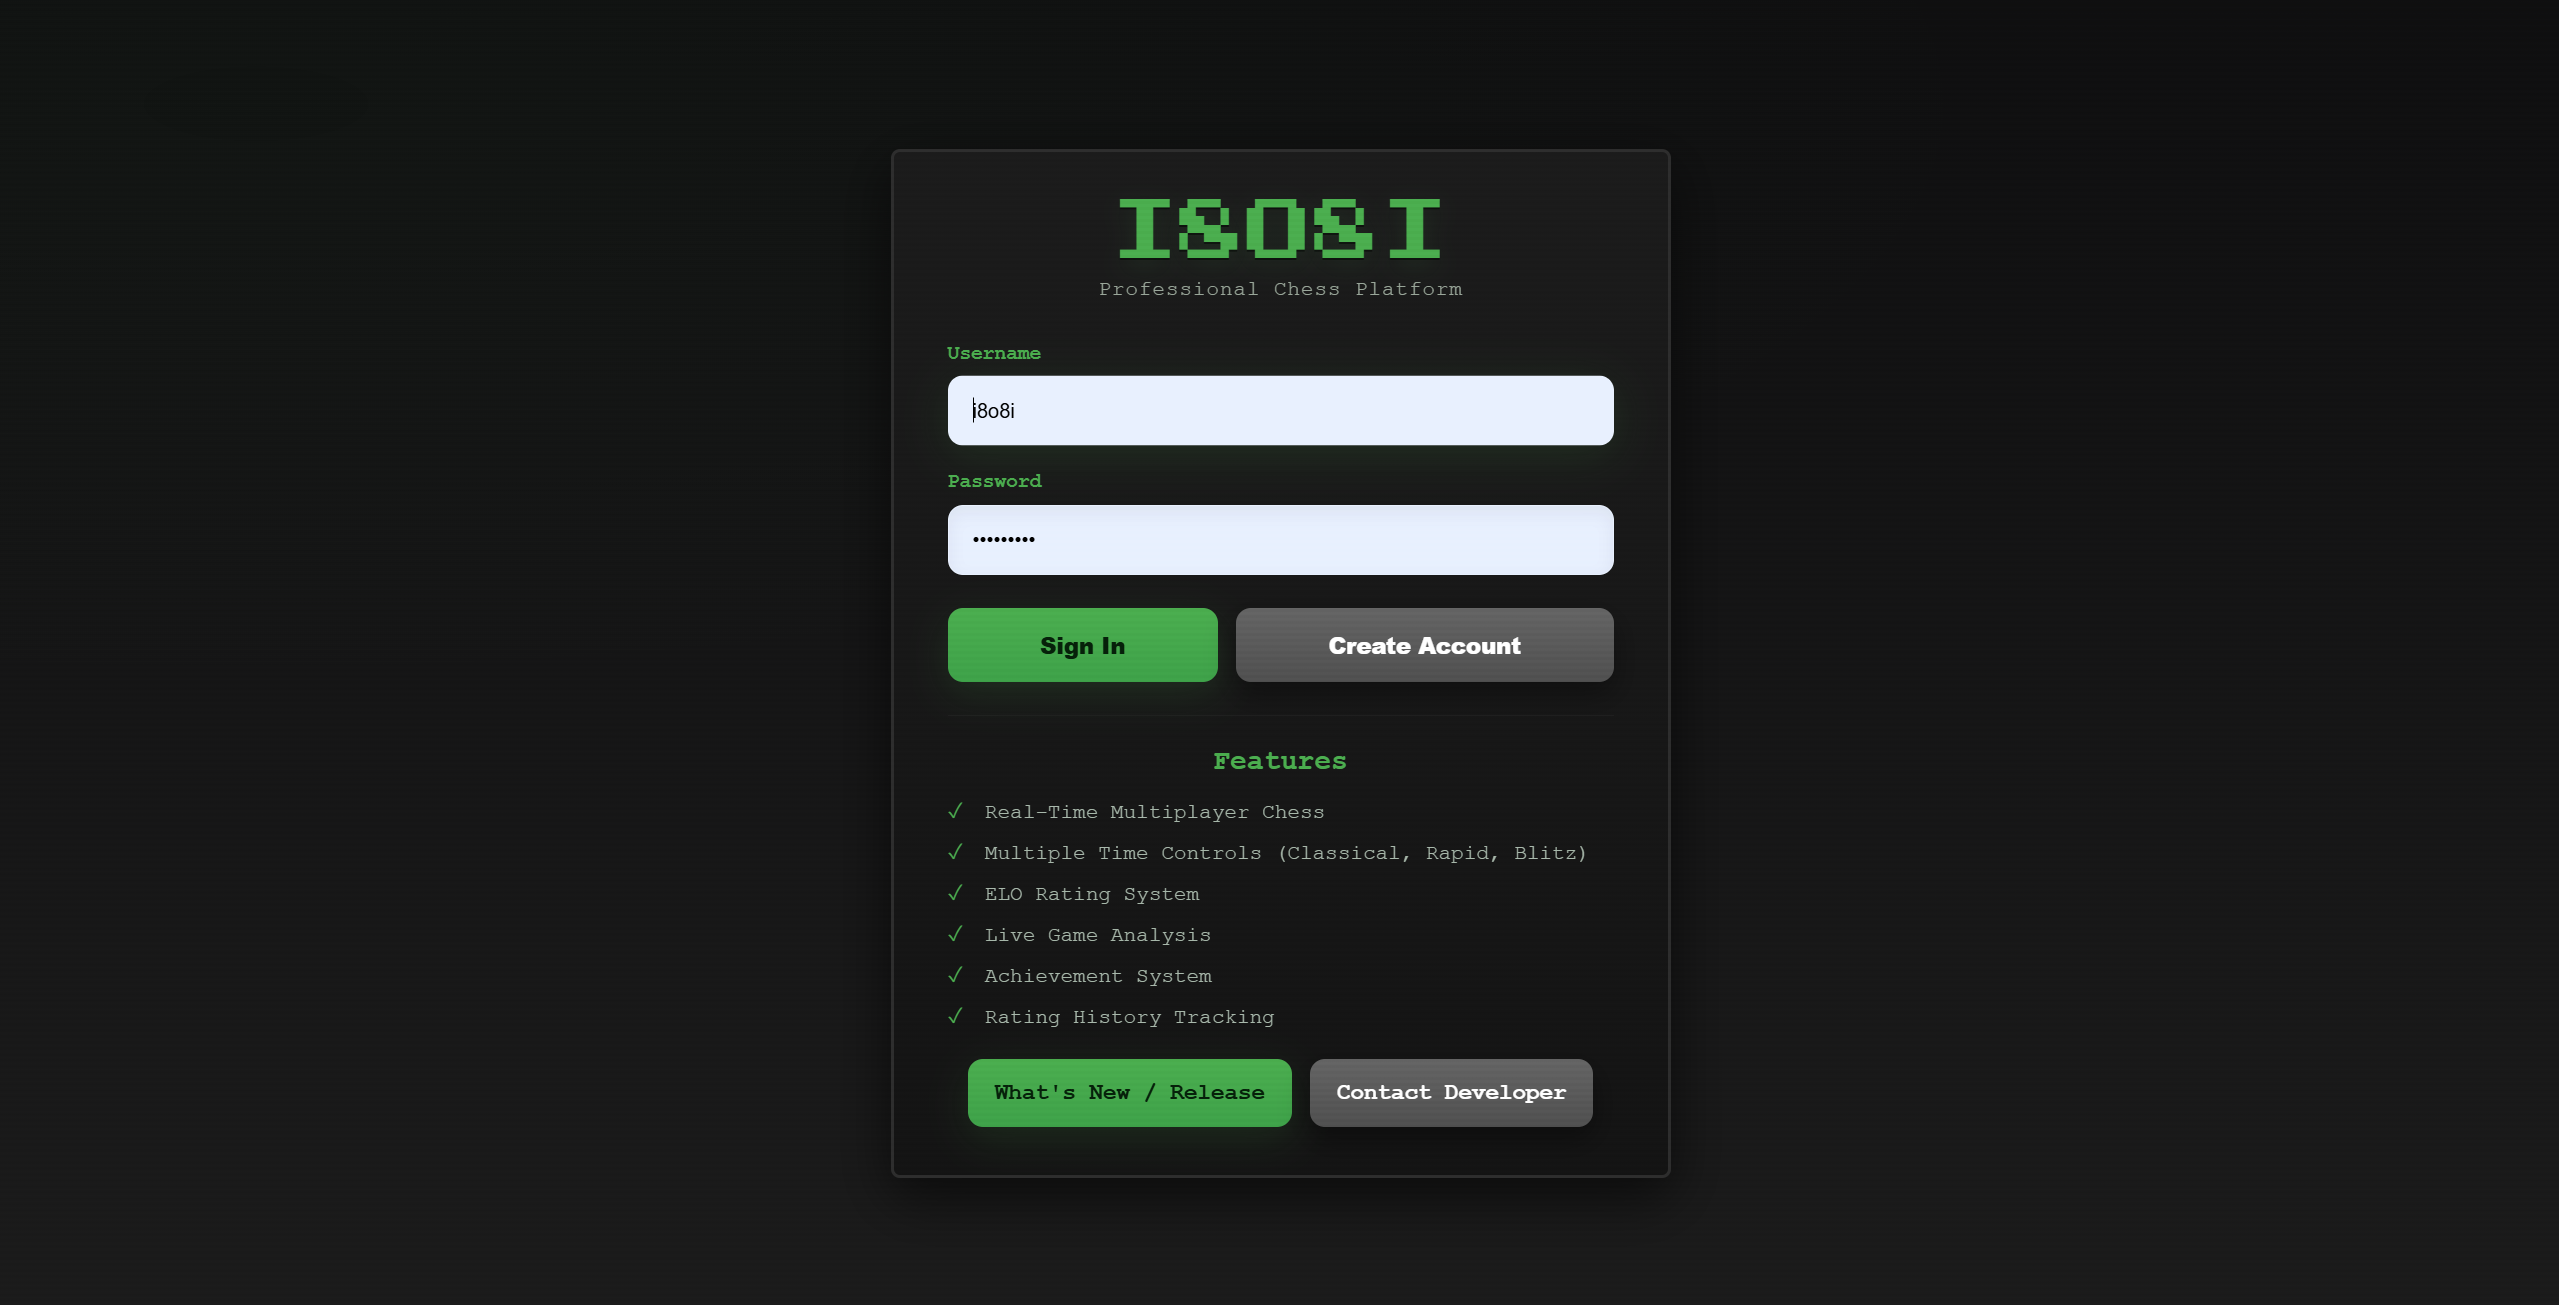 I8O8I
Professional Chess Platform
Username
i8o8i
Password
•••••••••
Sign In
Create Account
Features
✓ Real-Time Multiplayer Chess
✓ Multiple Time Controls (Classical, Rapid, Blitz)
✓ ELO Rating System
✓ Live Game Analysis
✓ Achievement System
✓ Rating History Tracking
What's New / Release
Contact Developer